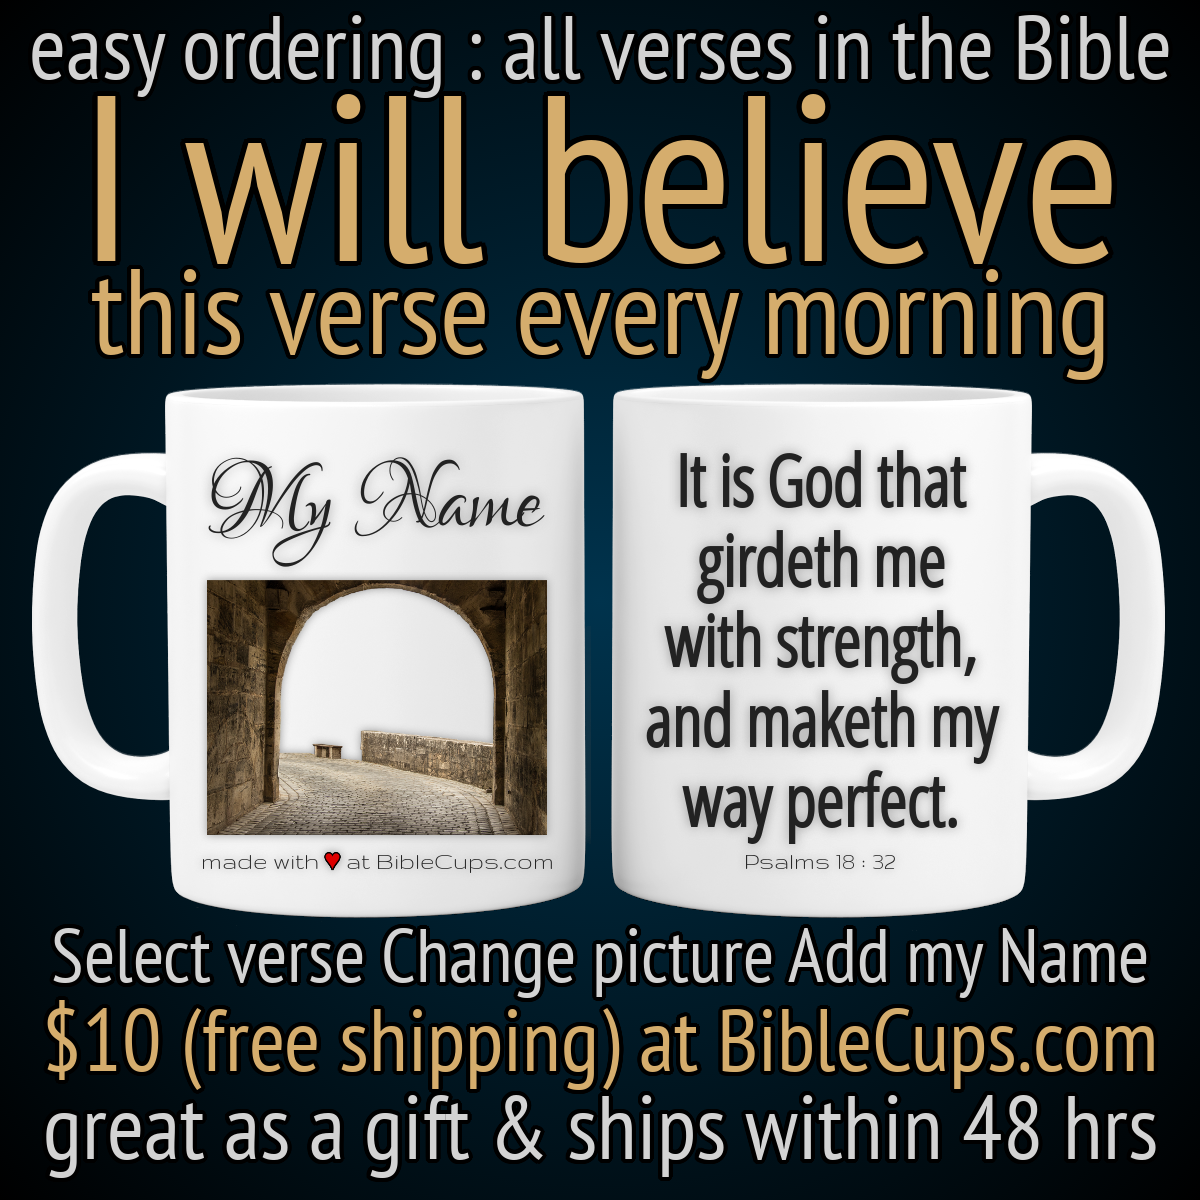 easy ordering : all verses in the Bible
I will believe
this verse every morning
My Name
made with ♥ at BibleCups.com
It is God that
girdeth me
with strength,
and maketh my
way perfect.
Psalms 18 : 32
Select verse Change picture Add my Name
$10 (free shipping) at BibleCups.com
great as a gift & ships within 48 hrs